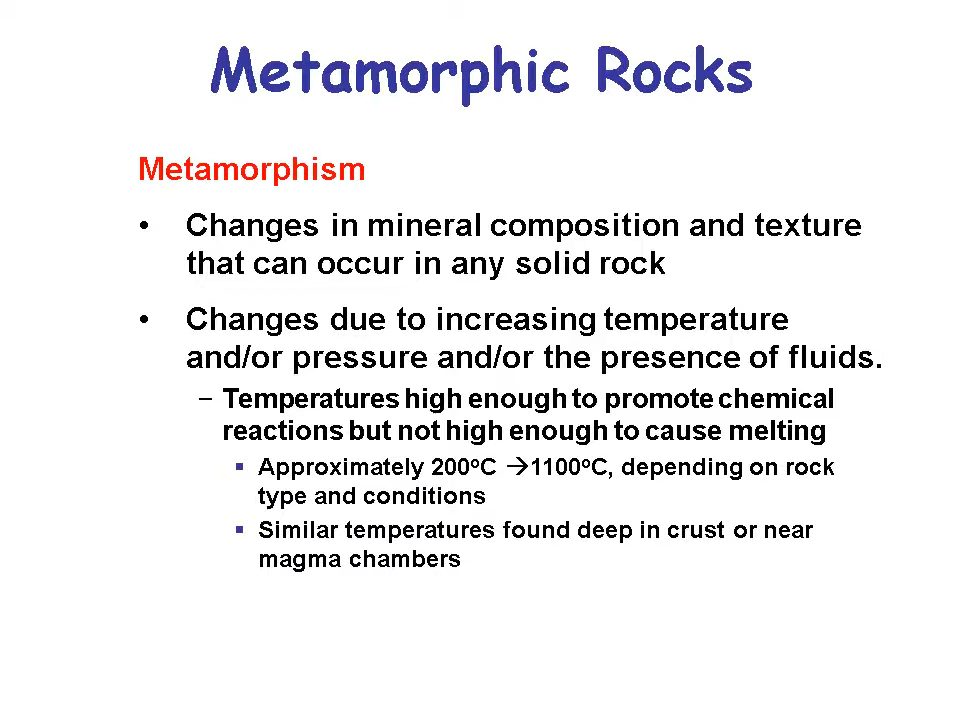 Metamorphic Rocks
Metamorphism
• Changes in mineral composition and texture
that can occur in any solid rock
• Changes due to increasing temperature
and/or pressure and/or the presence of fluids.
– Temperatures high enough to promote chemical
reactions but not high enough to cause melting
▪ Approximately 200ºC →1100ºC, depending on rock
type and conditions
▪ Similar temperatures found deep in crust or near
magma chambers